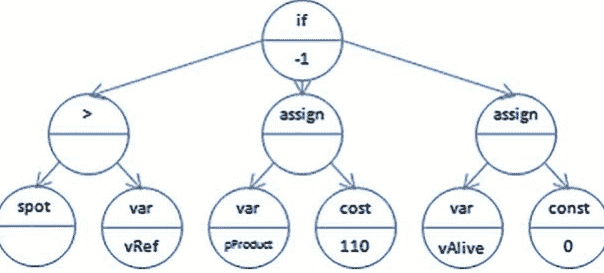 if
-1
> assign assign
spot var var cost var const
vRef pProduct 110 vAlive 0